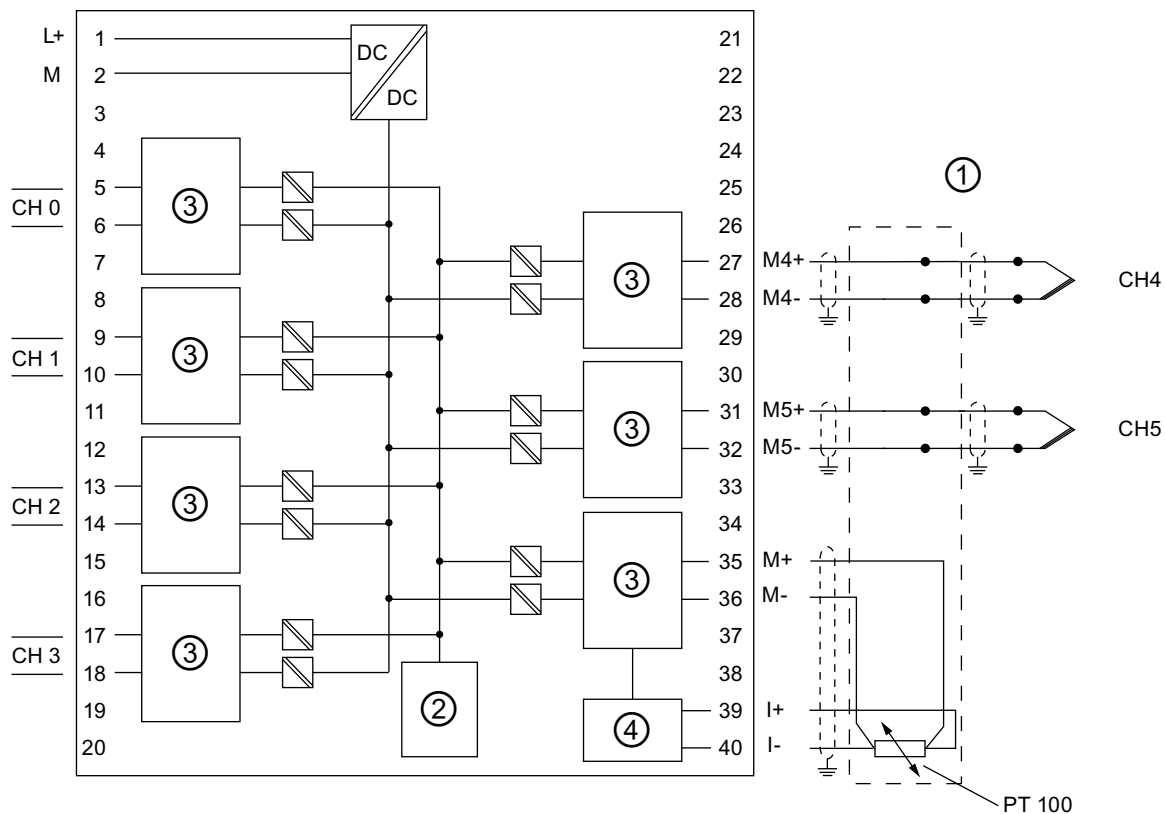 L+ 1
M 2
3
4
5
CH 0
6
7
8
9
CH 1
10
11
12
13
CH 2
14
15
16
17
CH 3
18
19
20
DC
DC
③
③
③
③
②
③
③
③
④
21
22
23
24
25
26
27 M4+
28 M4-
29
30
31 M5+
32 M5-
33
34
35 M+
36 M-
37
38
39 I+
40 I-
①
CH4
CH5
PT 100